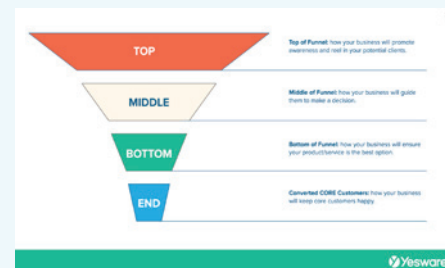 TOP
Top of Funnel: how your business will promote
awareness and reel in your potential clients.
MIDDLE
Middle of Funnel: how your business will guide
them to make a decision.
BOTTOM
Bottom of Funnel: how your business will ensure
your product/service is the best option.
END
Converted CORE Customers: how your business
will keep core customers happy.
Yesware